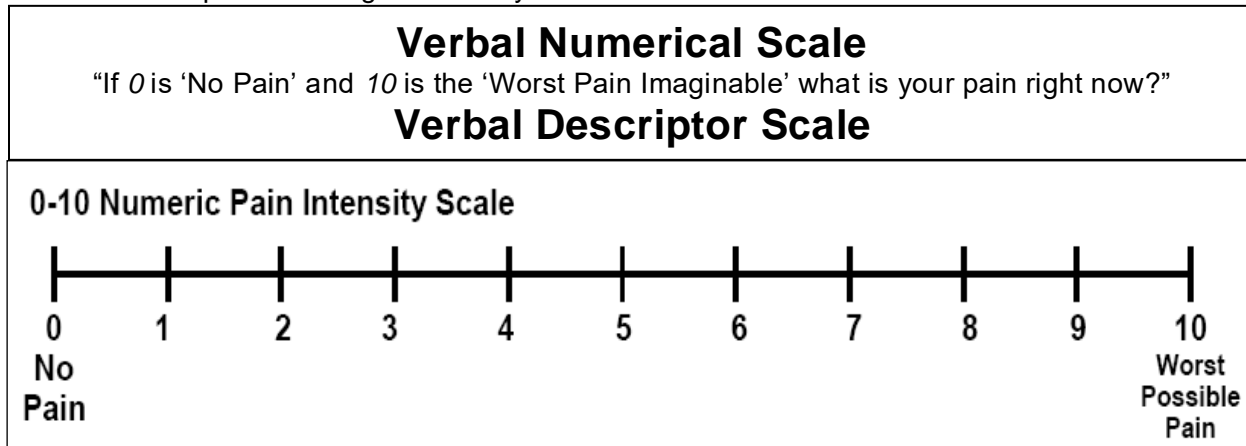 Verbal Numerical Scale
“If 0 is ‘No Pain’ and 10 is the ‘Worst Pain Imaginable’ what is your pain right now?”
Verbal Descriptor Scale
0-10 Numeric Pain Intensity Scale
0 1 2 3 4 5 6 7 8 9 10
No
Pain
Worst
Possible
Pain